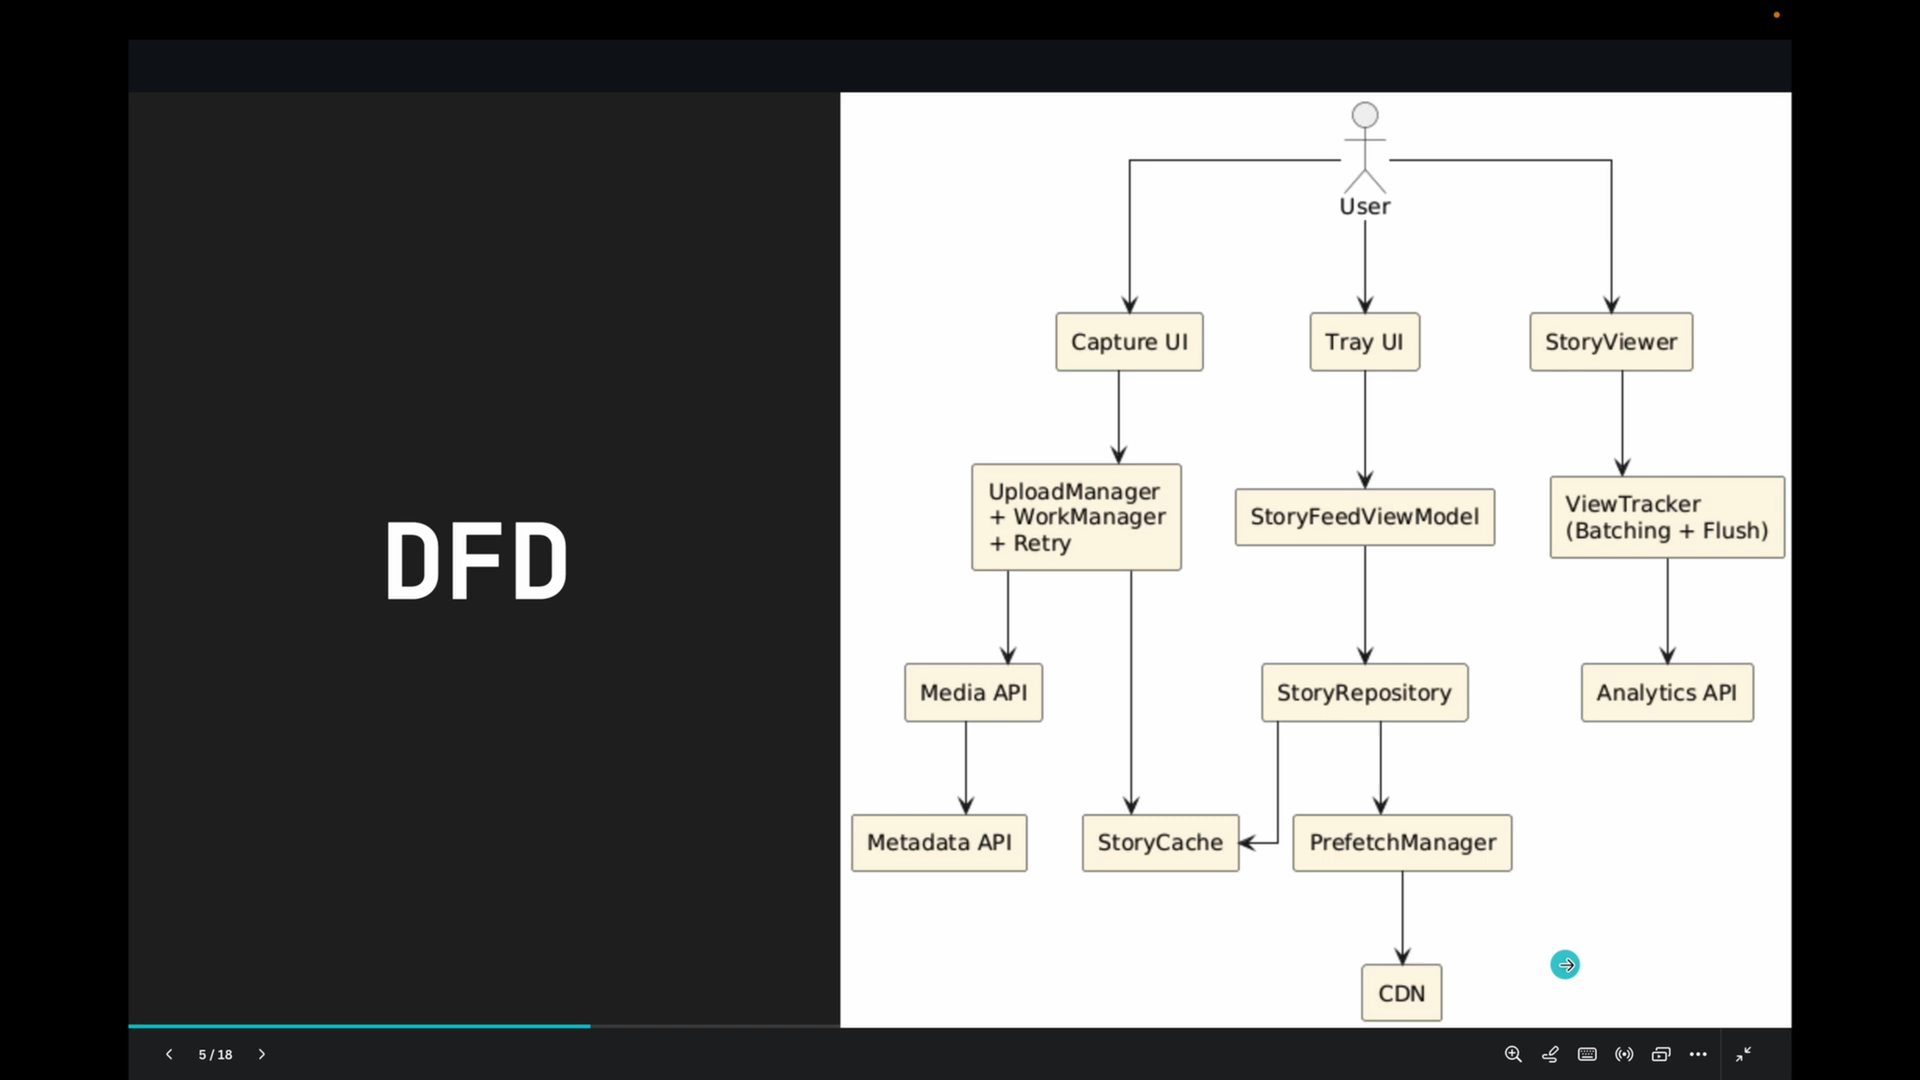 DFD
User
Capture UI
Tray UI
StoryViewer
UploadManager
+ WorkManager
+ Retry
StoryFeedViewModel
ViewTracker
(Batching + Flush)
Media API
StoryRepository
Analytics API
Metadata API
StoryCache
PrefetchManager
CDN
5 / 18